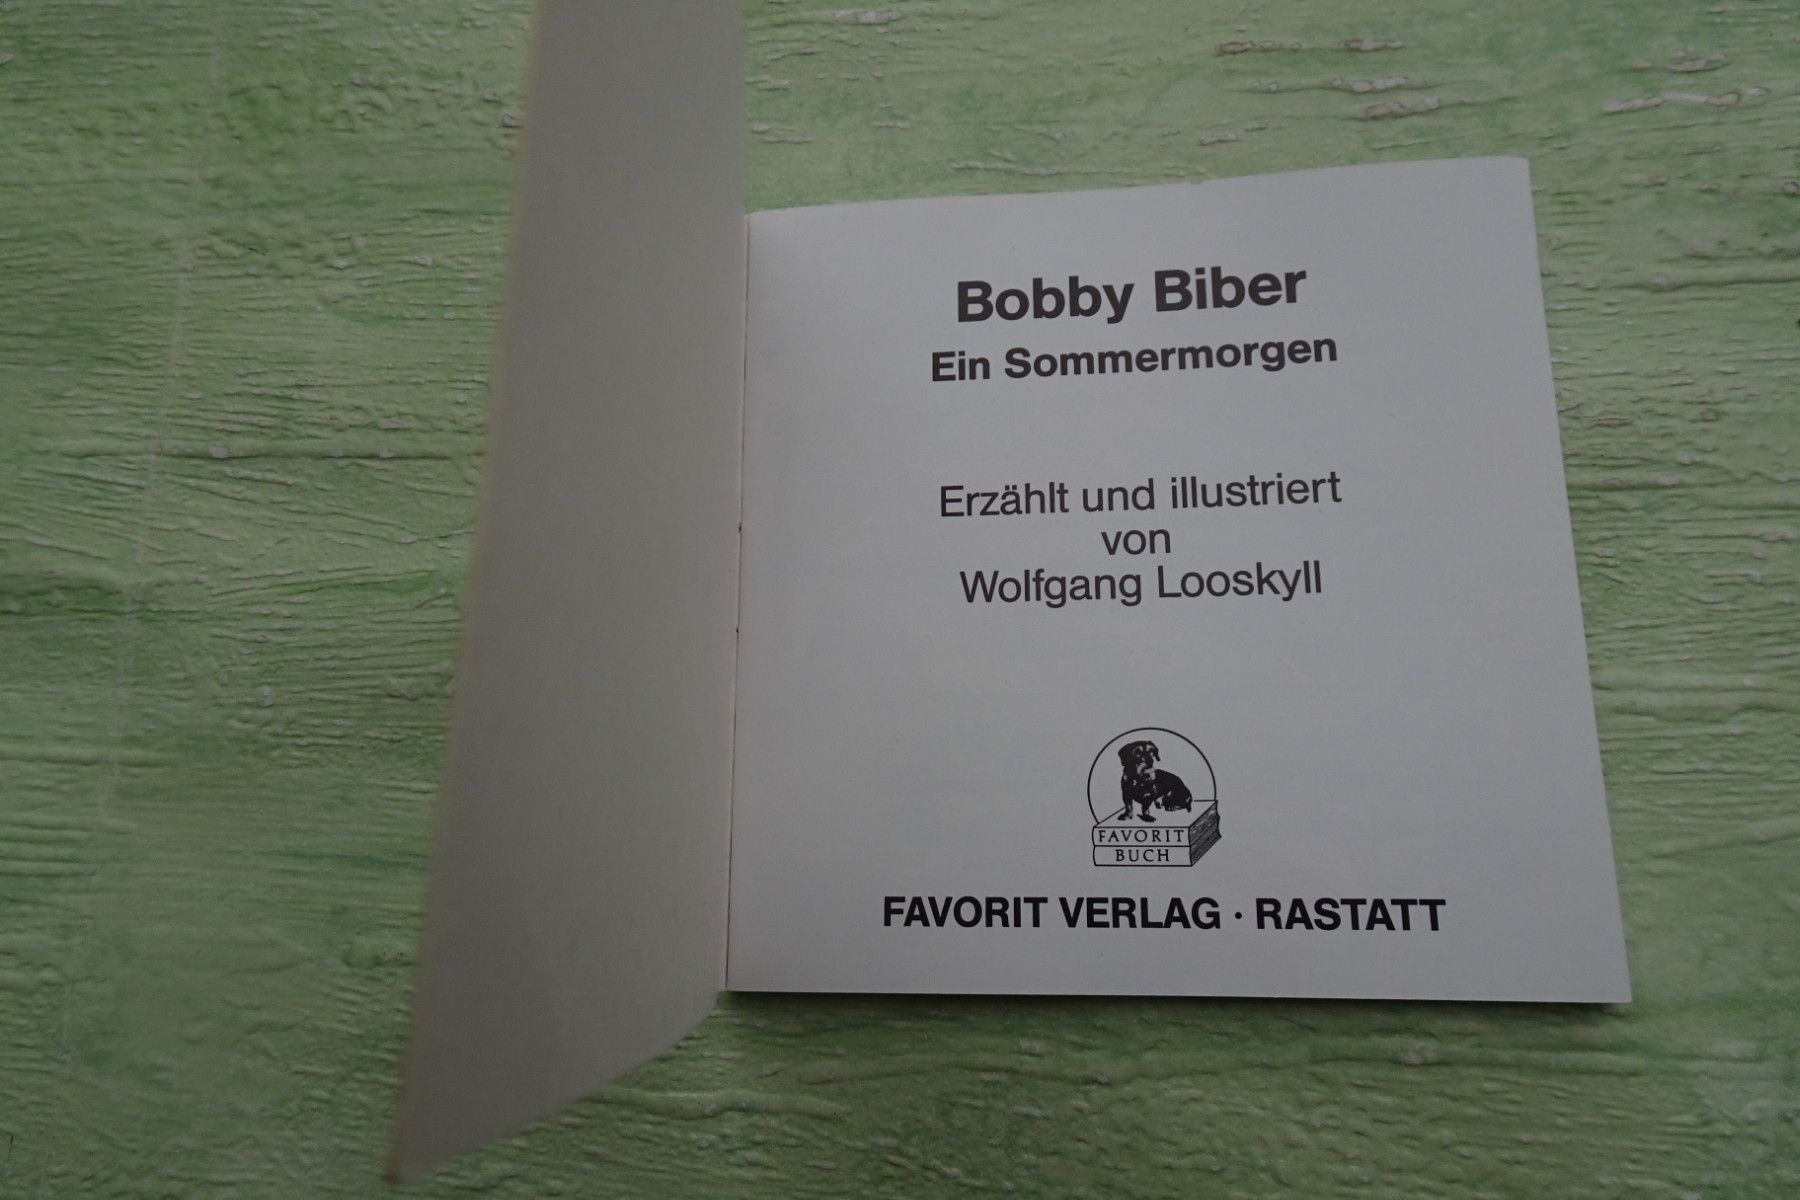 Bobby Biber
Ein Sommermorgen
Erzählt und illustriert
von
Wolfgang Looskyll
FAVORIT
BUCH
FAVORIT VERLAG · RASTATT